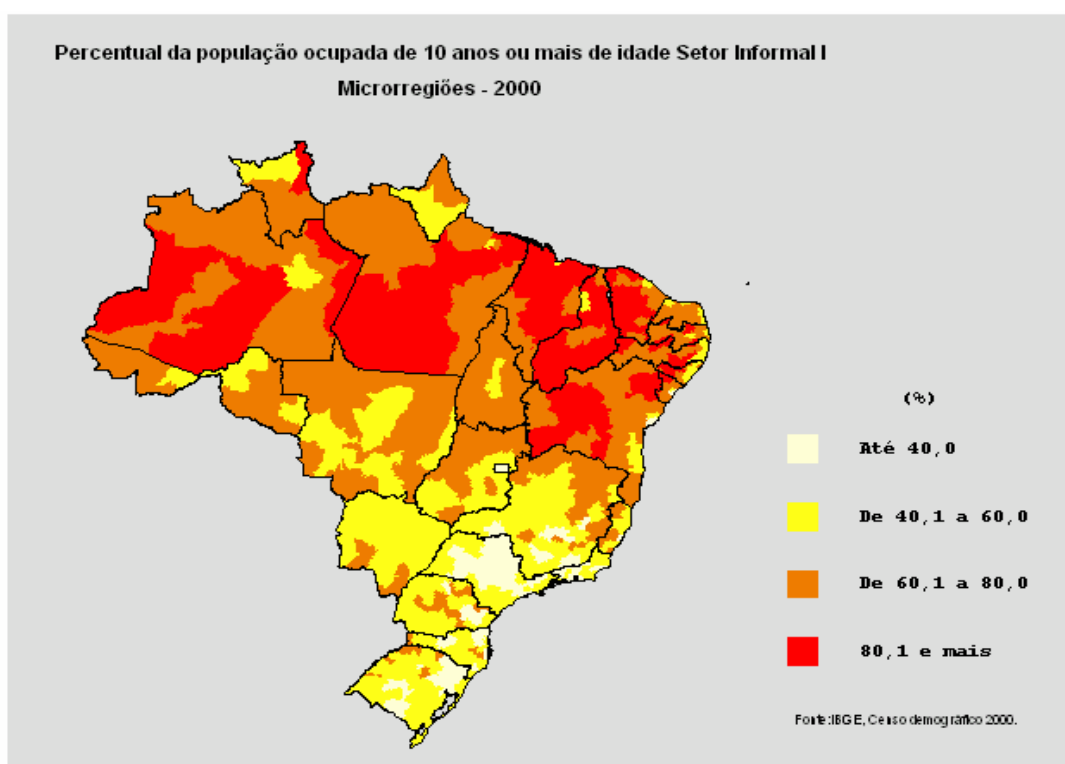 Percentual da população ocupada de 10 anos ou mais de idade Setor Informal I
Microrregiões - 2000
(%)
Até 40,0
De 40,1 a 60,0
De 60,1 a 80,0
80,1 e mais
Fonte:IBGE, Censo demográfico 2000.